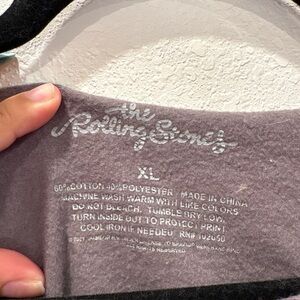 the
Rolling Stones
XL
60% COTTON 40% POLYESTER MADE IN CHINA
MACHINE WASH WARM WITH LIKE COLORS
DO NOT BLEACH. TUMBLE DRY LOW.
TURN INSIDE OUT TO PROTECT PRINT
COOL IRON IF NEEDED RN#